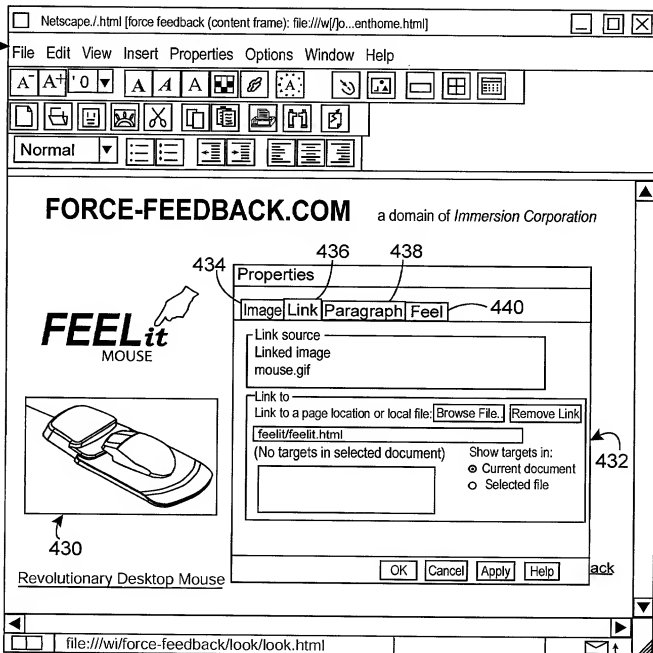 Netscape./.html [force feedback (content frame): file:///w[/]o...enthome.html]
File Edit View Insert Properties Options Window Help
A- A+ ' 0 A A A A
Normal
FORCE-FEEDBACK.COM a domain of Immersion Corporation
434 436 438
Properties
Image Link Paragraph Feel 440
FEELit
MOUSE
Link source
Linked image
mouse.gif
Link to
Link to a page location or local file: Browse File.. Remove Link
feelit/feelit.html
(No targets in selected document) Show targets in:
Current document
Selected file
432
430
OK Cancel Apply Help
Revolutionary Desktop Mouse ack
file:///wi/force-feedback/look/look.html